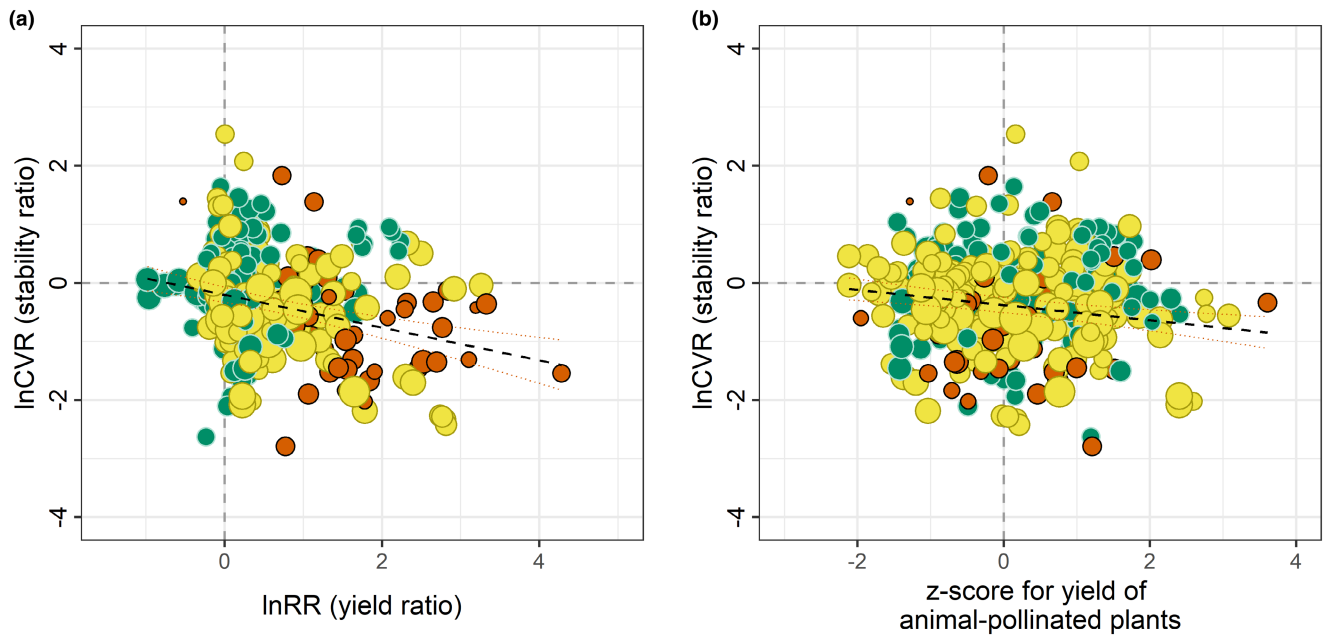 (a)
4
2
0
-2
-4
lnCVR (stability ratio)
0
2
4
lnRR (yield ratio)
(b)
4
2
0
-2
-4
lnCVR (stability ratio)
-2
0
2
4
z-score for yield of
animal-pollinated plants